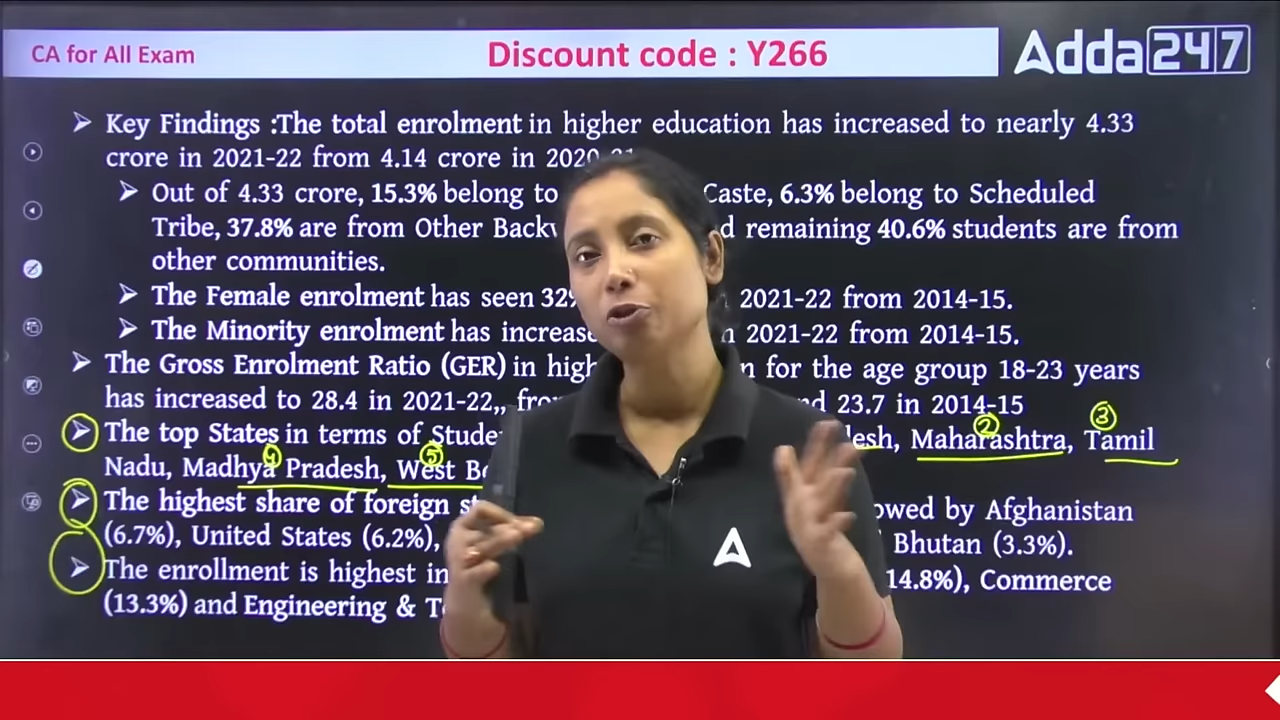 CA for All Exam
Discount code : Y266
Adda247
Key Findings :The total enrolment in higher education has increased to nearly 4.33
crore in 2021-22 from 4.14 crore in 2020-21
Out of 4.33 crore, 15.3% belong to Caste, 6.3% belong to Scheduled
Tribe, 37.8% are from Other remaining 40.6% students are from
other communities.
The Female enrolment has seen 2021-22 from 2014-15.
The Minority enrolment has 2021-22 from 2014-15.
The Gross Enrolment Ratio (GER) in for the age group 18-23 years
has increased to 28.4 in 2021-22,, 23.7 in 2014-15
The top States in terms of Maharashtra, Tamil
2
3
Nadu, Madhya Pradesh, West
4
5
The highest share of foreign by Afghanistan
(6.7%), United States (6.2%), Bhutan (3.3%).
The enrollment is highest in 14.8%), Commerce
(13.3%) and Engineering &